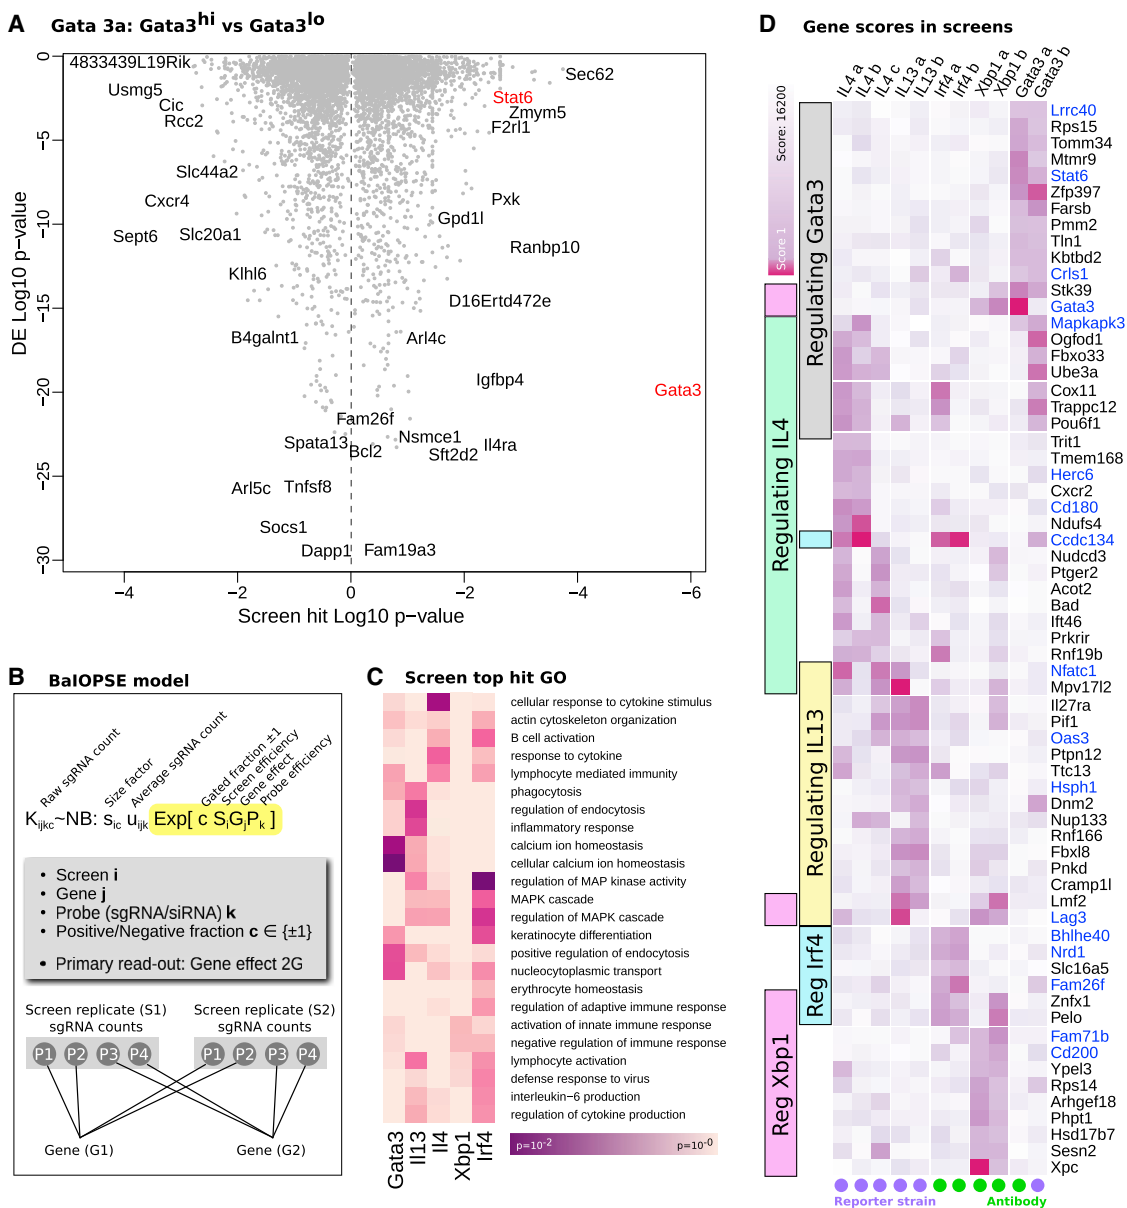 A Gata 3a: Gata3hi vs Gata3lo
DE Log10 p−value
0
−5
−10
−15
−20
−25
−30
4833439L19Rik
Sec62
Usmg5
Stat6
Cic
Zmym5
Rcc2
F2rl1
Slc44a2
Cxcr4
Pxk
Gpd1l
Sept6
Slc20a1
Ranbp10
Klhl6
D16Ertd472e
B4galnt1
Arl4c
Igfbp4
Gata3
Fam26f
Spata13
Nsmce1
Il4ra
Bcl2
Sft2d2
Arl5c
Tnfsf8
Socs1
Dapp1
Fam19a3
−4
−2
0
−2
−4
−6
Screen hit Log10 p−value
B BaIOPSE model
Raw sgRNA count
Size factor
Average sgRNA count
Gated fraction ±1
Screen efficiency
Gene effect
Probe efficiency
Kijkc~NB: sic uijk Exp[ c SiGjPk ]
• Screen i
• Gene j
• Probe (sgRNA/siRNA) k
• Positive/Negative fraction c ∈ {±1}
• Primary read-out: Gene effect 2G
Screen replicate (S1)
sgRNA counts
Screen replicate (S2)
sgRNA counts
P1 P2 P3 P4
P1 P2 P3 P4
Gene (G1)
Gene (G2)
C Screen top hit GO
cellular response to cytokine stimulus
actin cytoskeleton organization
B cell activation
response to cytokine
lymphocyte mediated immunity
phagocytosis
regulation of endocytosis
inflammatory response
calcium ion homeostasis
cellular calcium ion homeostasis
regulation of MAP kinase activity
MAPK cascade
regulation of MAPK cascade
keratinocyte differentiation
positive regulation of endocytosis
nucleocytoplasmic transport
erythrocyte homeostasis
regulation of adaptive immune response
activation of innate immune response
negative regulation of immune response
lymphocyte activation
defense response to virus
interleukin−6 production
regulation of cytokine production
Gata3
Il13
Il4
Xbp1
Irf4
p=10-2
p=10-0
D Gene scores in screens
IL4 a
IL4 b
IL4 c
IL13 a
IL13 b
Irf4 a
Irf4 b
Xbp1 a
Xbp1 b
Gata3 a
Gata3 b
Score: 16200
Score 1
Regulating Gata3
Regulating IL4
Regulating IL13
Reg Irf4
Reg Xbp1
Lrrc40
Rps15
Tomm34
Mtmr9
Stat6
Zfp397
Farsb
Pmm2
Tln1
Kbtbd2
Crls1
Stk39
Gata3
Mapkapk3
Ogfod1
Fbxo33
Ube3a
Cox11
Trappc12
Pou6f1
Trit1
Tmem168
Herc6
Cxcr2
Cd180
Ndufs4
Ccdc134
Nudcd3
Ptger2
Acot2
Bad
Ift46
Prkrir
Rnf19b
Nfatc1
Mpv17l2
Il27ra
Pif1
Oas3
Ptpn12
Ttc13
Hsph1
Dnm2
Nup133
Rnf166
Fbxl8
Pnkd
Cramp1l
Lmf2
Lag3
Bhlhe40
Nrd1
Slc16a5
Fam26f
Znfx1
Pelo
Fam71b
Cd200
Ypel3
Rps14
Arhgef18
Phpt1
Hsd17b7
Sesn2
Xpc
Reporter strain
Antibody